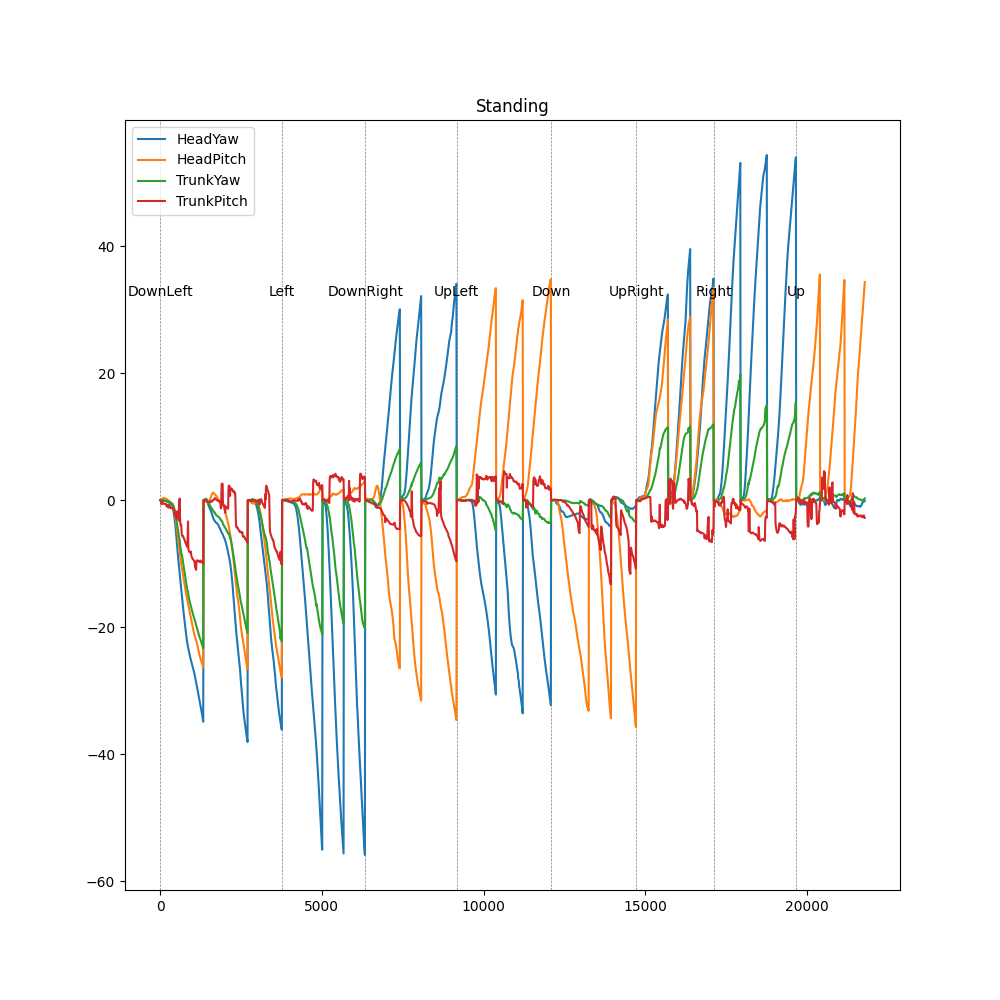 Standing
HeadYaw
HeadPitch
TrunkYaw
TrunkPitch
40
20
0
−20
−40
−60
DownLeft
Left
DownRight
UpLeft
Down
UpRight
Right
Up
0
5000
10000
15000
20000